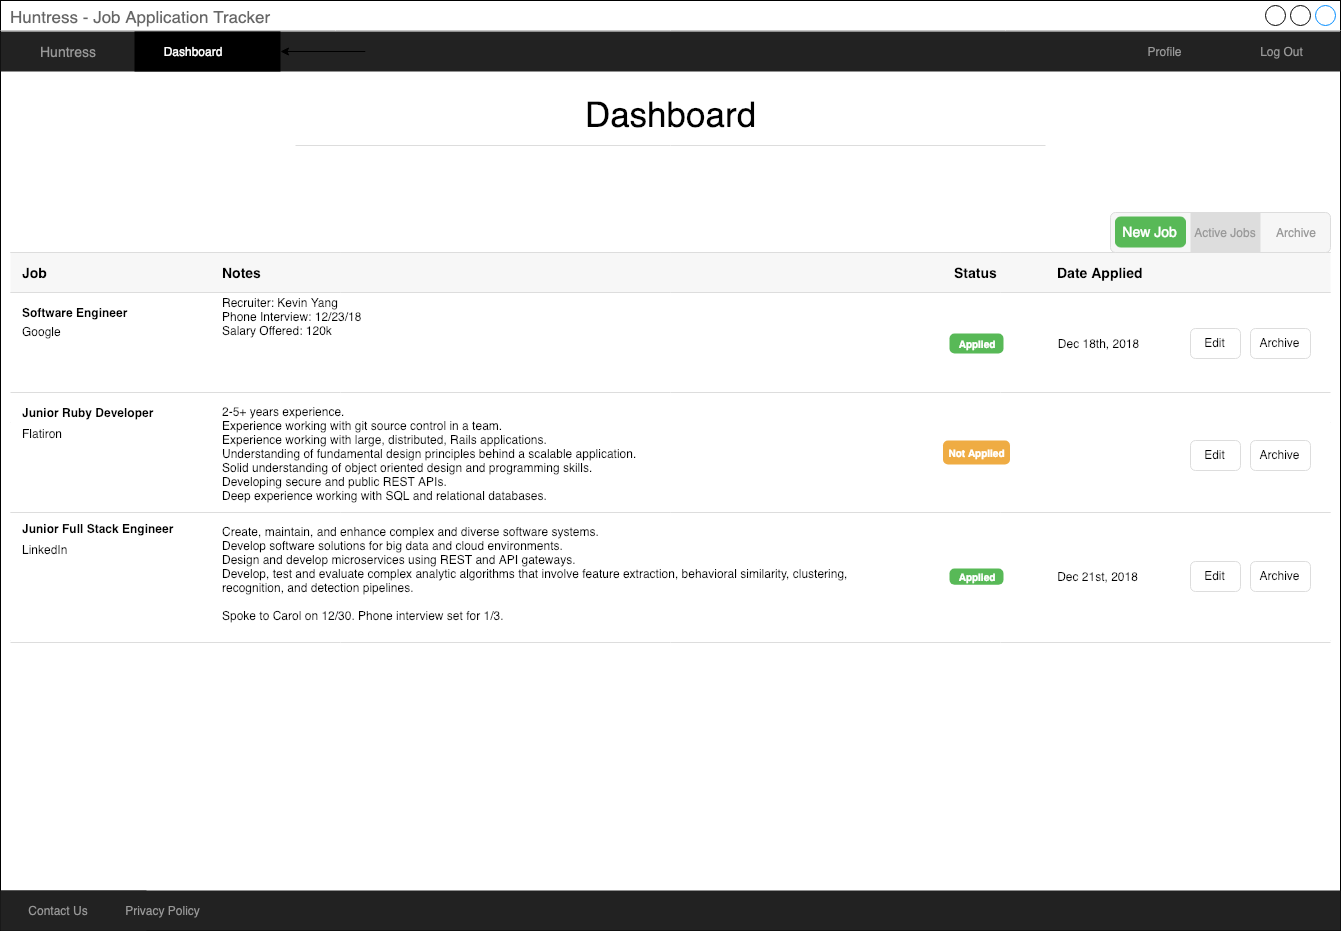 Huntress - Job Application Tracker
Huntress Dashboard Profile Log Out
Dashboard
New Job Active Jobs Archive
Job Notes Status Date Applied
Software Engineer
Google
Recruiter: Kevin Yang
Phone Interview: 12/23/18
Salary Offered: 120k
Applied
Dec 18th, 2018
Edit Archive
Junior Ruby Developer
Flatiron
2-5+ years experience.
Experience working with git source control in a team.
Experience working with large, distributed, Rails applications.
Understanding of fundamental design principles behind a scalable application.
Solid understanding of object oriented design and programming skills.
Developing secure and public REST APIs.
Deep experience working with SQL and relational databases.
Not Applied
Edit Archive
Junior Full Stack Engineer
LinkedIn
Create, maintain, and enhance complex and diverse software systems.
Develop software solutions for big data and cloud environments.
Design and develop microservices using REST and API gateways.
Develop, test and evaluate complex analytic algorithms that involve feature extraction, behavioral similarity, clustering,
recognition, and detection pipelines.
Spoke to Carol on 12/30. Phone interview set for 1/3.
Applied
Dec 21st, 2018
Edit Archive
Contact Us Privacy Policy